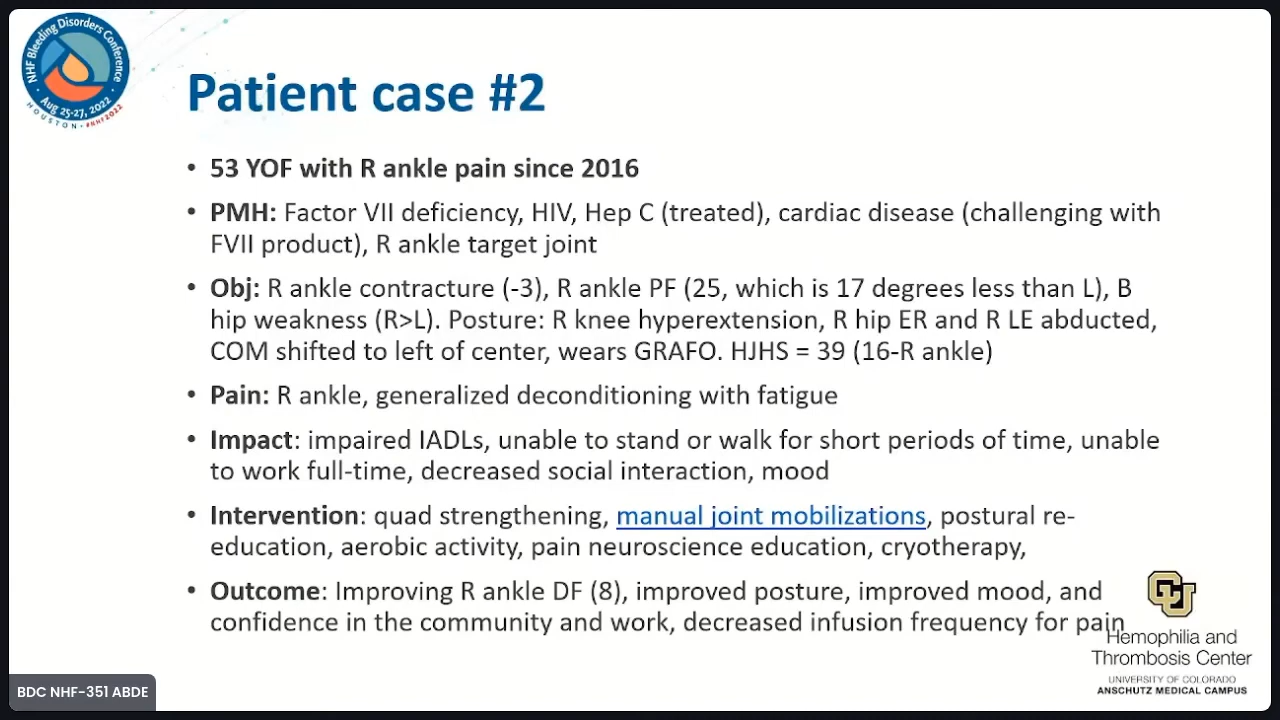 NHF Bleeding Disorders Conference
Aug 25-27, 2022
HOUSTON • #NHF2022
Patient case #2
• 53 YOF with R ankle pain since 2016
• PMH: Factor VII deficiency, HIV, Hep C (treated), cardiac disease (challenging with
FVII product), R ankle target joint
• Obj: R ankle contracture (-3), R ankle PF (25, which is 17 degrees less than L), B
hip weakness (R>L). Posture: R knee hyperextension, R hip ER and R LE abducted,
COM shifted to left of center, wears GRAFO. HJHS = 39 (16-R ankle)
• Pain: R ankle, generalized deconditioning with fatigue
• Impact: impaired IADLs, unable to stand or walk for short periods of time, unable
to work full-time, decreased social interaction, mood
• Intervention: quad strengthening, manual joint mobilizations, postural re-
education, aerobic activity, pain neuroscience education, cryotherapy,
• Outcome: Improving R ankle DF (8), improved posture, improved mood, and
confidence in the community and work, decreased infusion frequency for pain
CU
Hemophilia and
Thrombosis Center
UNIVERSITY OF COLORADO
ANSCHUTZ MEDICAL CAMPUS
BDC NHF-351 ABDE